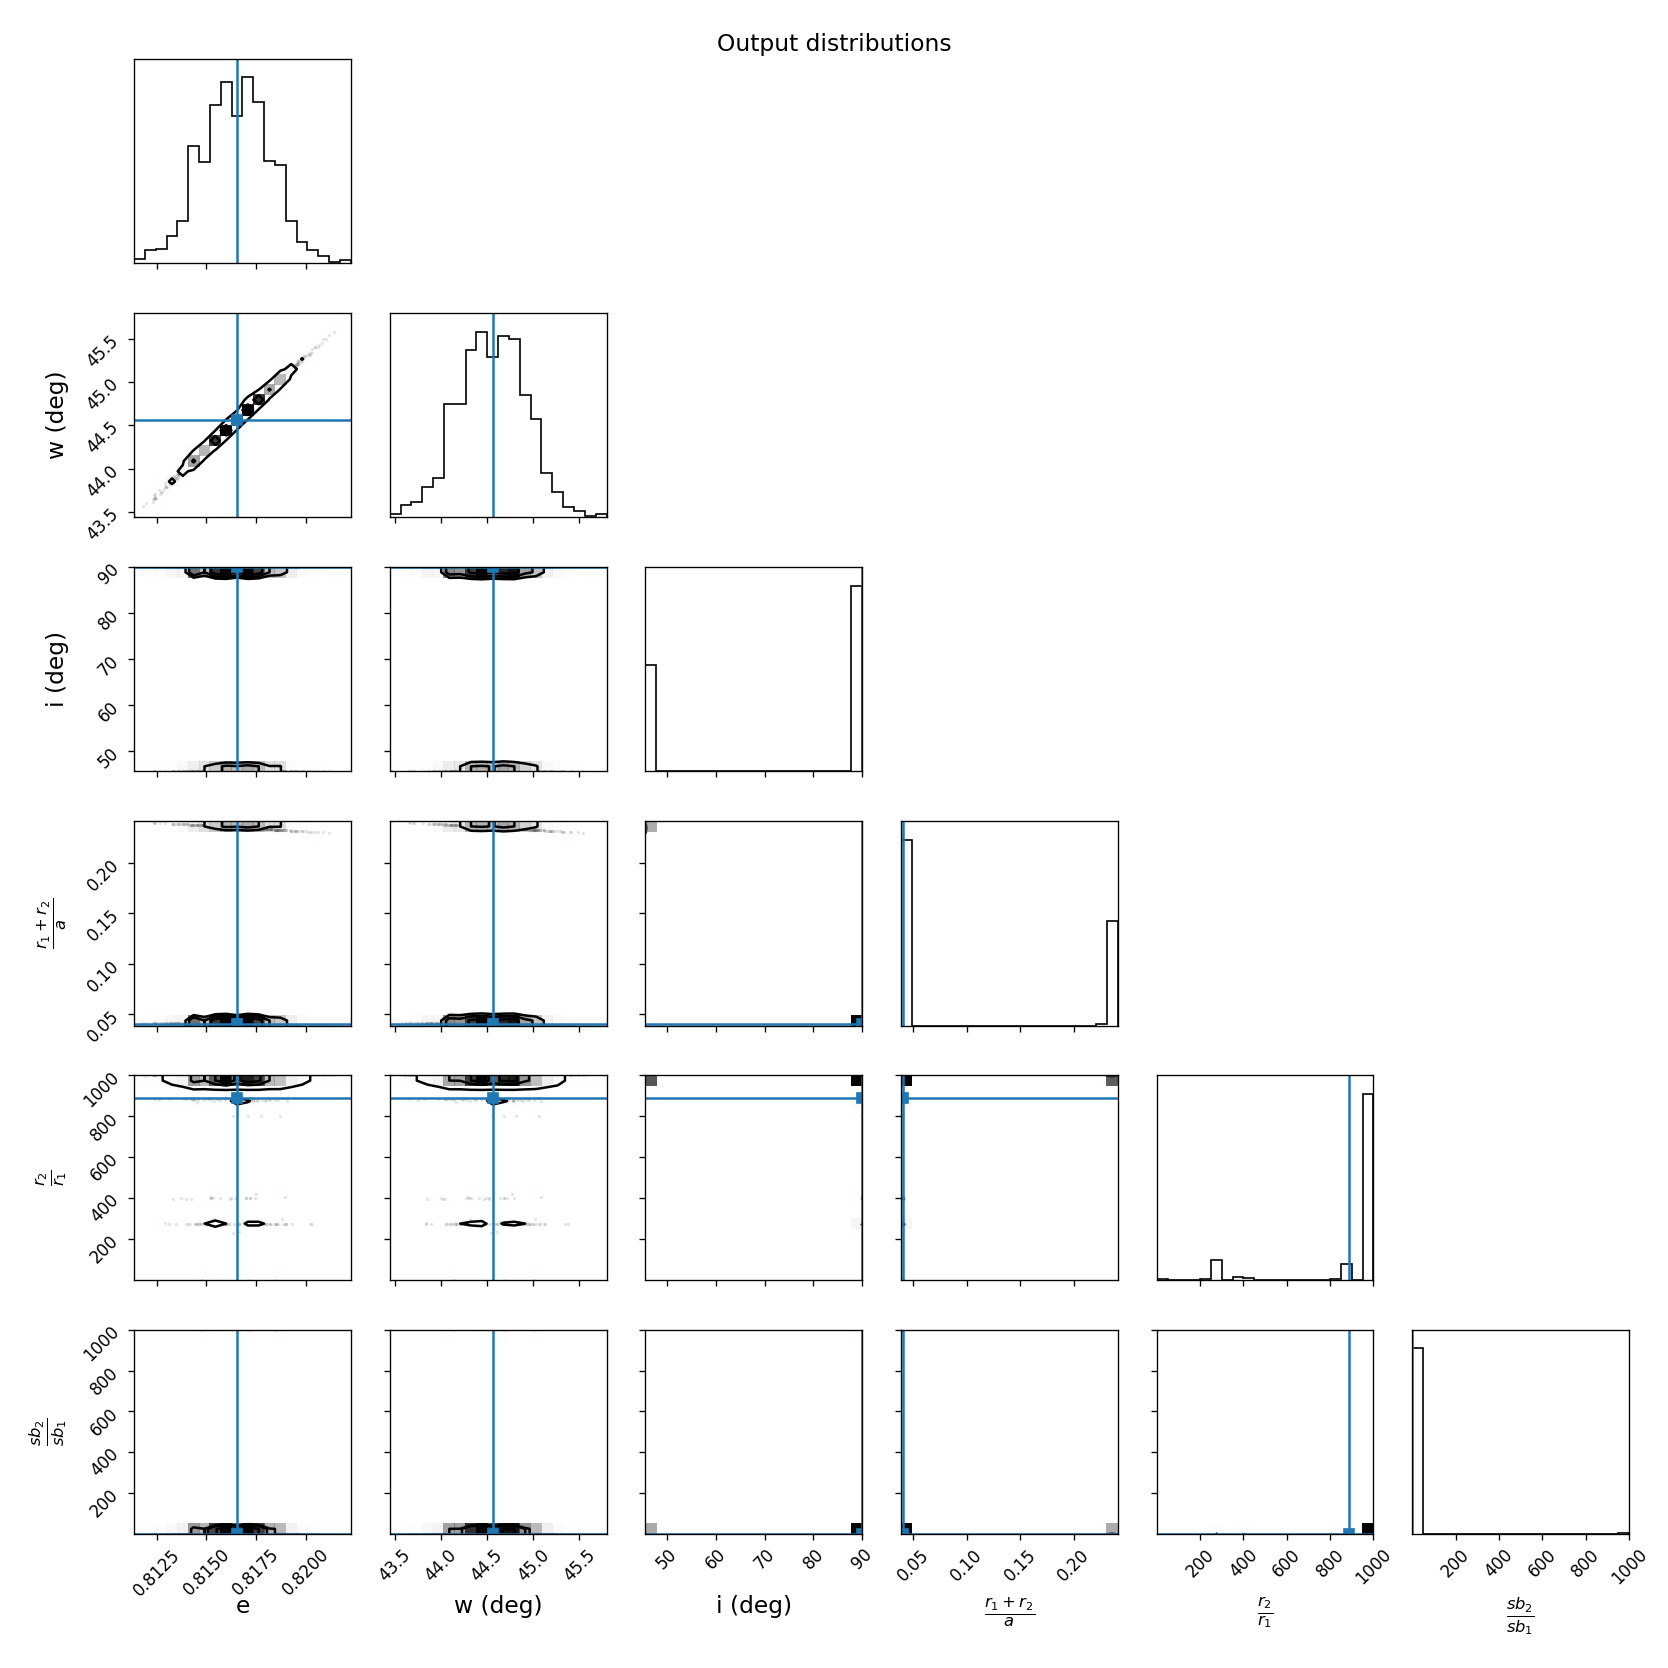 Output distributions
w (deg)
45.5
45.0
44.5
44.0
43.5
i (deg)
90
80
70
60
50
r₁ + r₂
a
0.20
0.15
0.10
0.05
r₂
r₁
1000
800
600
400
200
sb₂
sb₁
1000
800
600
400
200
0.8125 0.8150 0.8175 0.8200 43.5 44.0 44.5 45.0 45.5 50 60 70 80 90 0.05 0.10 0.15 0.20 200 400 600 800 1000 200 400 600 800 1000
e w (deg) i (deg) r₁ + r₂ r₂ sb₂
a r₁ sb₁